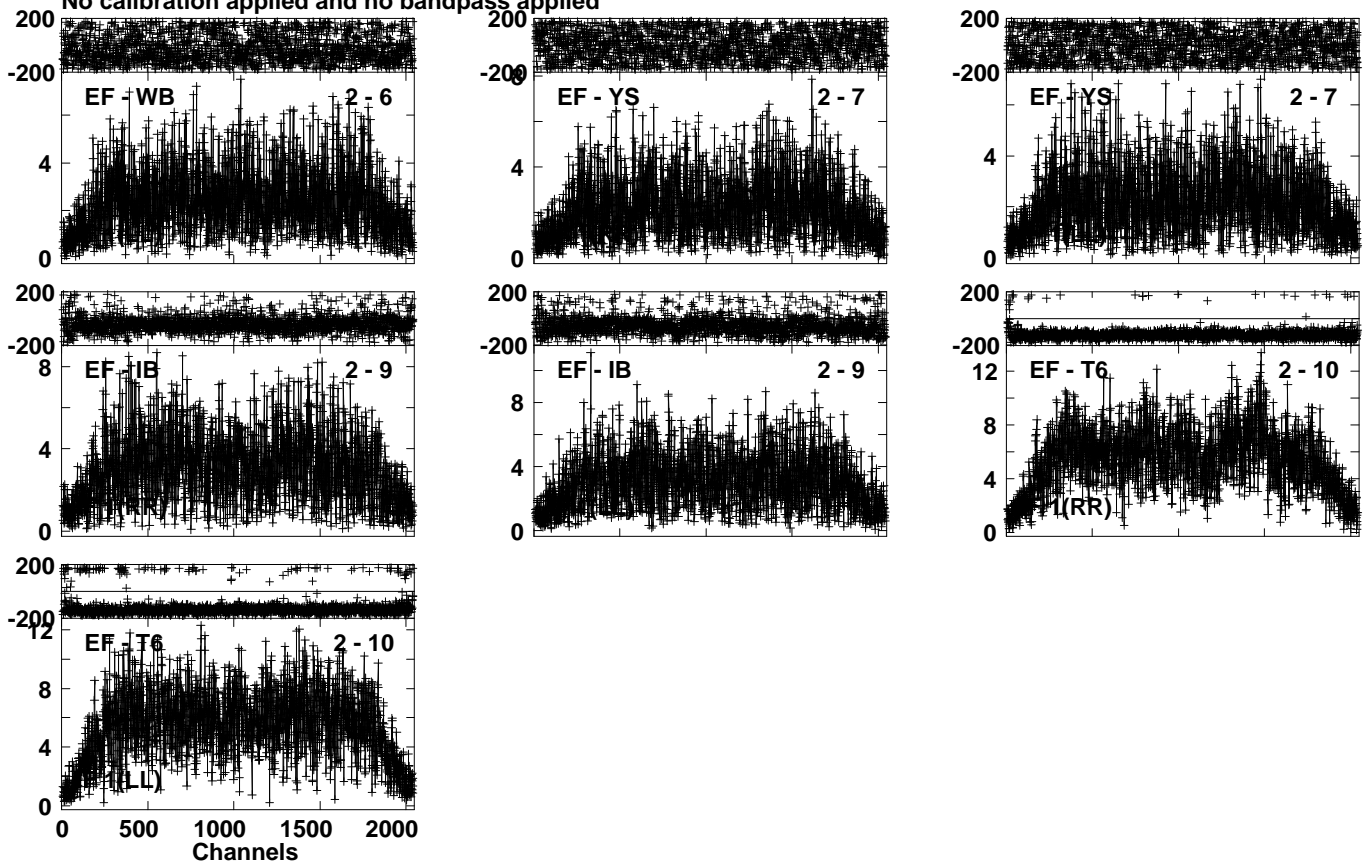 No calibration applied and no bandpass applied
200
-200
EF - WB 2 - 6
4
0
200
-200
8
EF - YS 2 - 7
4
0
200
-200
EF - YS 2 - 7
4
0
200
-200
8
EF - IB 2 - 9
4
0
200
-200
EF - IB 2 - 9
8
4
0
200
-200
12
EF - T6 2 - 10
8
4
1(RR)
0
200
-200
12
EF - T6 2 - 10
8
4
1(LL)
0
0 500 1000 1500 2000
Channels